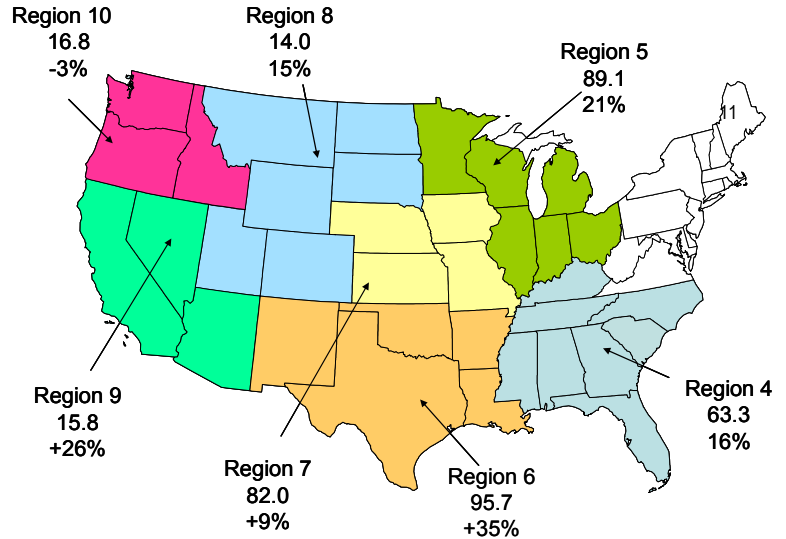 Region 10
16.8
-3%
Region 8
14.0
15%
Region 5
89.1
21%
11
Region 9
15.8
+26%
Region 7
82.0
+9%
Region 6
95.7
+35%
Region 4
63.3
16%